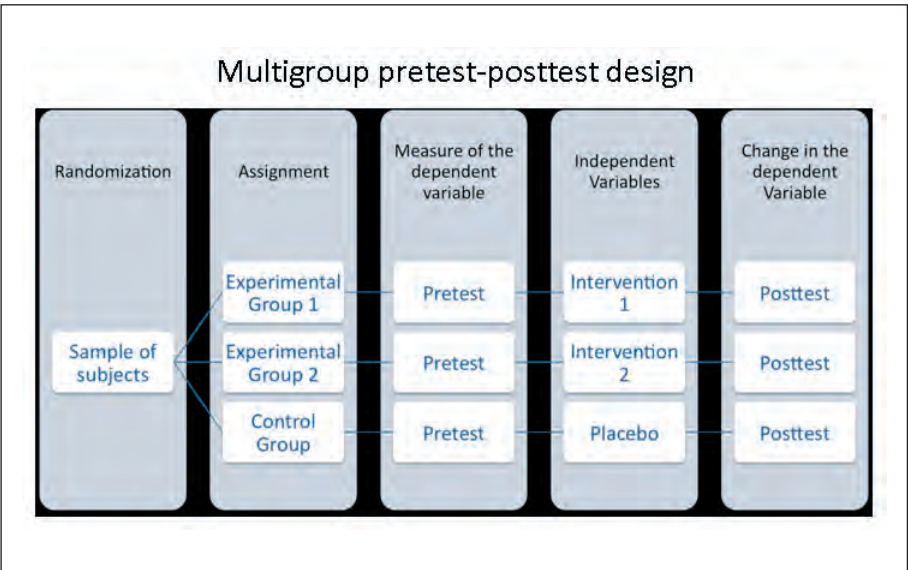 Multigroup pretest-posttest design
Randomization
Assignment
Measure of the
dependent
variable
Independent
Variables
Change in the
dependent
Variable
Sample of
subjects
Experimental
Group 1
Pretest
Intervention
1
Posttest
Experimental
Group 2
Pretest
Intervention
2
Posttest
Control
Group
Pretest
Placebo
Posttest